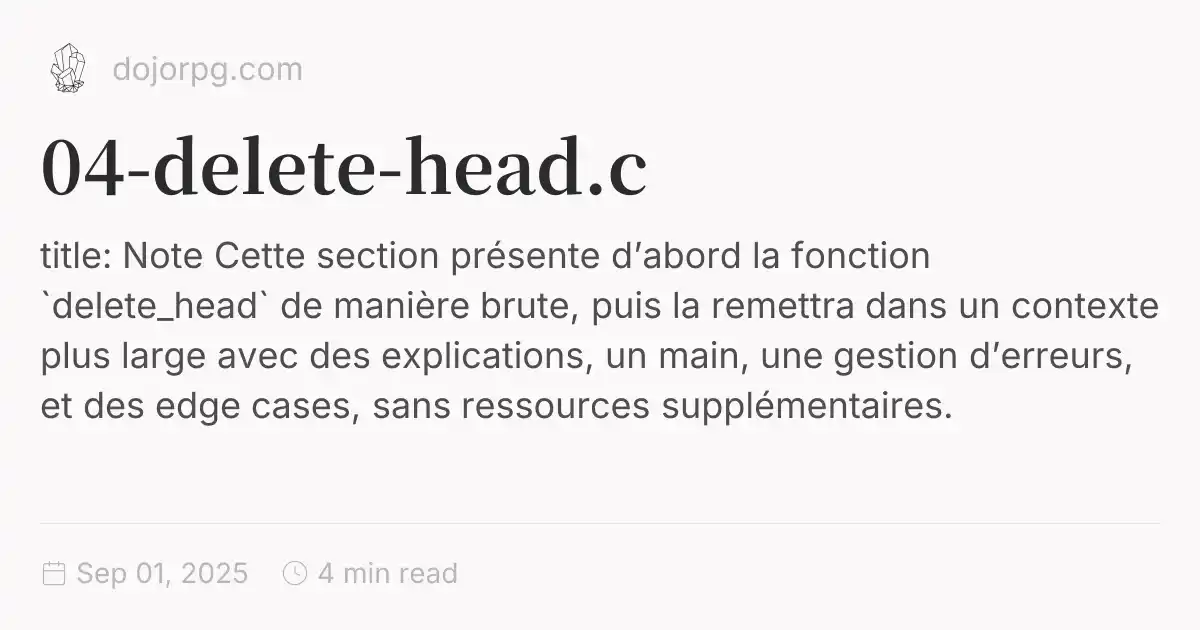 dojorpg.com
04-delete-head.c
title: Note Cette section présente d’abord la fonction
`delete_head` de manière brute, puis la remettra dans un contexte
plus large avec des explications, un main, une gestion d’erreurs,
et des edge cases, sans ressources supplémentaires.
Sep 01, 2025 4 min read